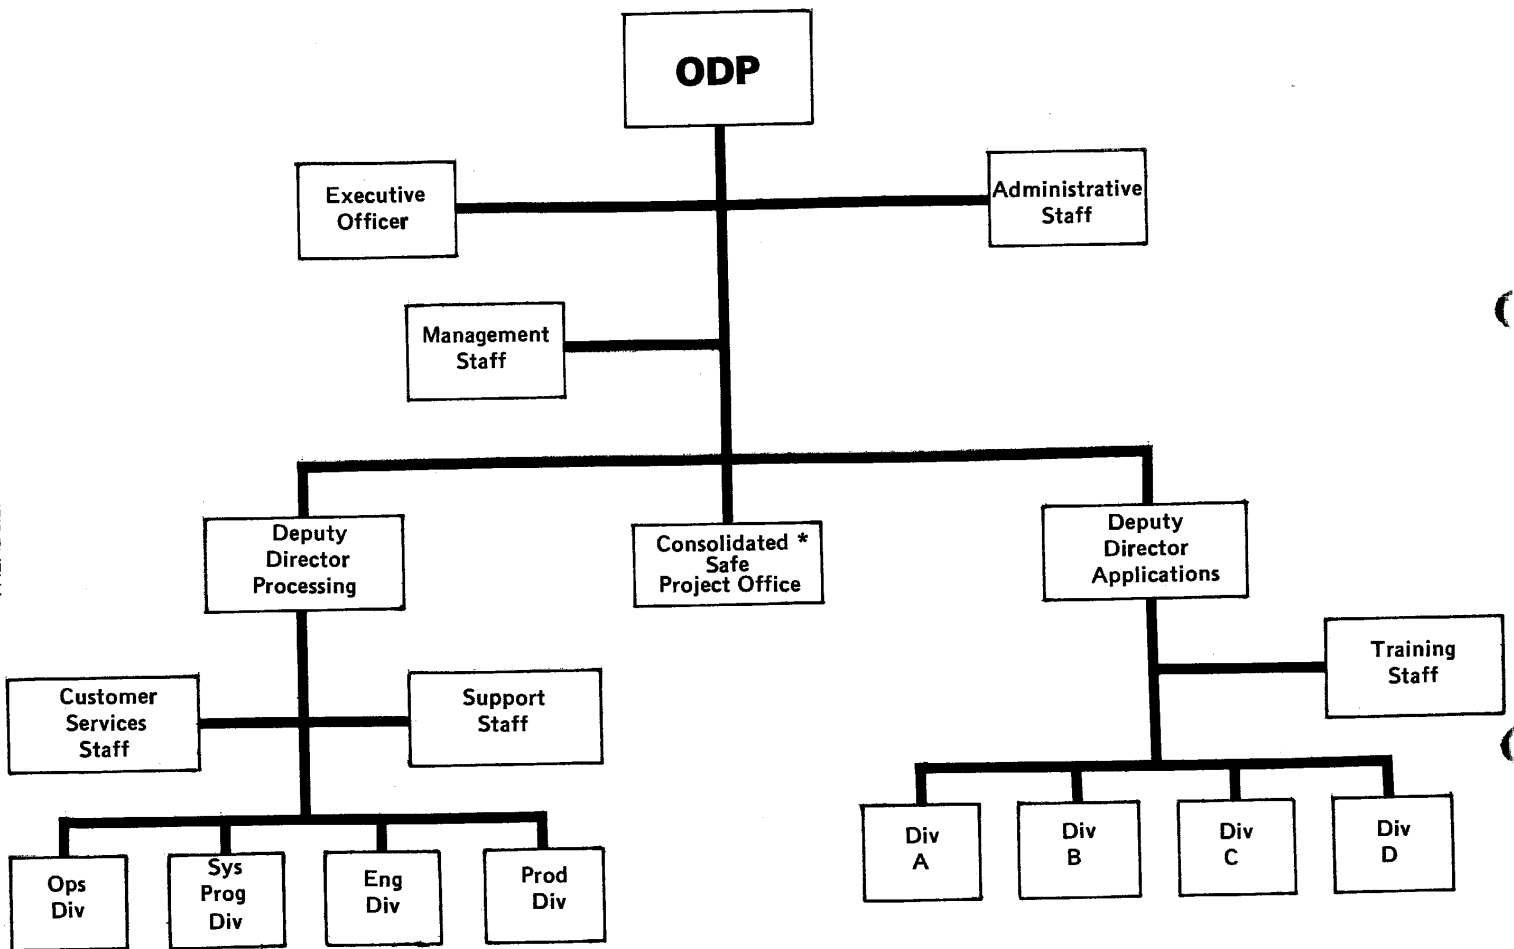 ODP
Executive
Officer
Administrative
Staff
Management
Staff
Deputy
Director
Processing
Consolidated *
Safe
Project Office
Deputy
Director
Applications
Training
Staff
Customer
Services
Staff
Support
Staff
Ops
Div
Sys
Prog
Div
Eng
Div
Prod
Div
Div
A
Div
B
Div
C
Div
D